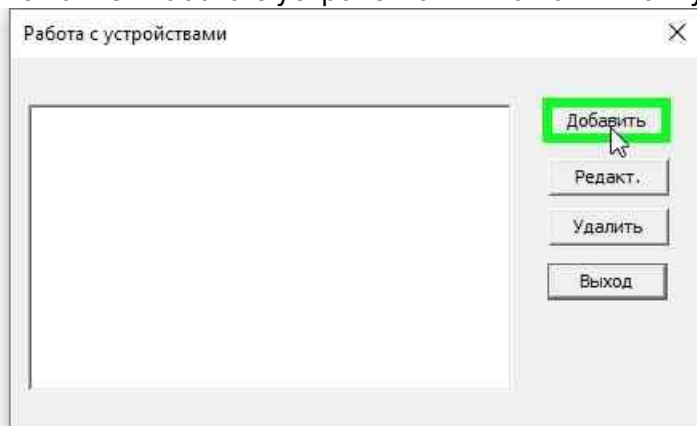 Работа с устройствами
Добавить
Редакт.
Удалить
Выход